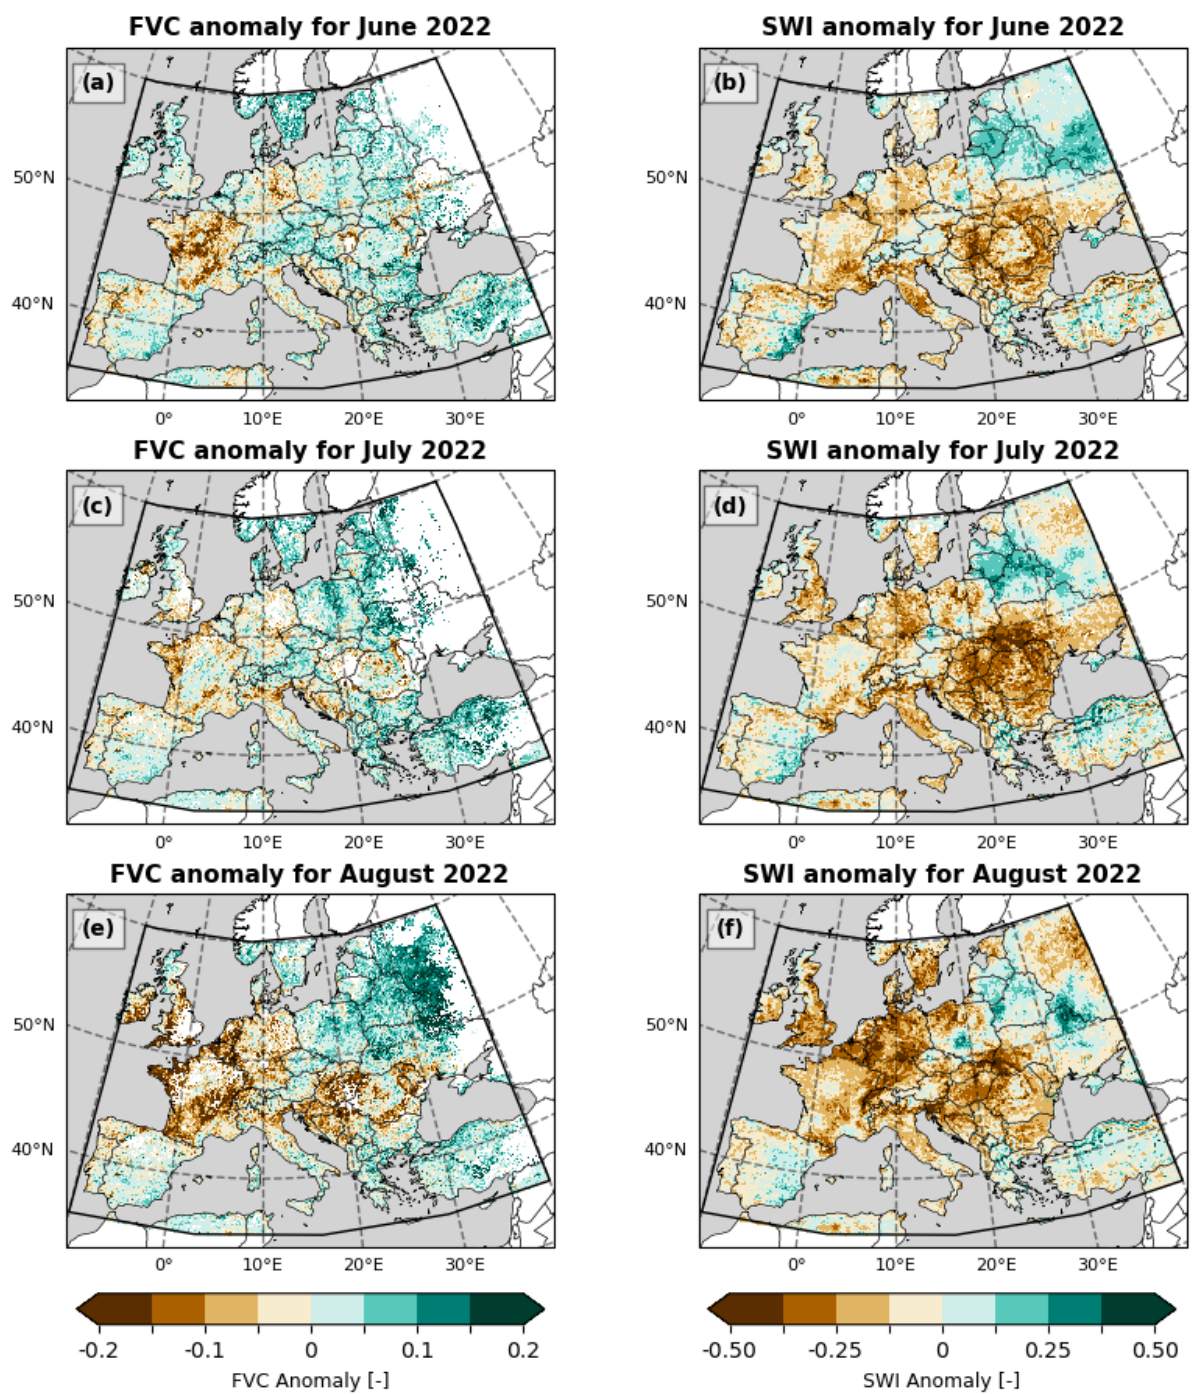 FVC anomaly for June 2022
SWI anomaly for June 2022
(a)
(b)
50°N
50°N
40°N
40°N
0° 10°E 20°E 30°E
0° 10°E 20°E 30°E
FVC anomaly for July 2022
SWI anomaly for July 2022
(c)
(d)
50°N
50°N
40°N
40°N
0° 10°E 20°E 30°E
0° 10°E 20°E 30°E
FVC anomaly for August 2022
SWI anomaly for August 2022
(e)
(f)
50°N
50°N
40°N
40°N
0° 10°E 20°E 30°E
0° 10°E 20°E 30°E
-0.2 -0.1 0 0.1 0.2
-0.50 -0.25 0 0.25 0.50
FVC Anomaly [-]
SWI Anomaly [-]